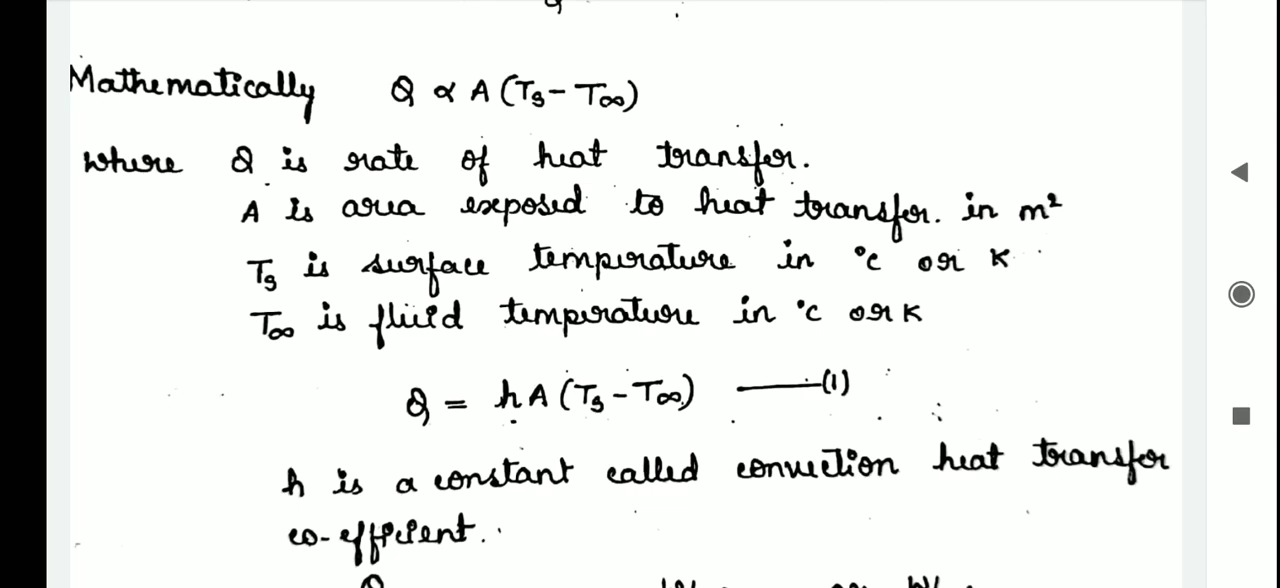 Mathematically Q ∝ A (Ts - T∞)
where Q is rate of heat transfer.
A is area exposed to heat transfer. in m²
Ts is surface temperature in °c or K
T∞ is fluid temperature in °c or K
Q = hA (Ts - T∞) ——(1)
h is a constant called convection heat transfer
co-efficient.